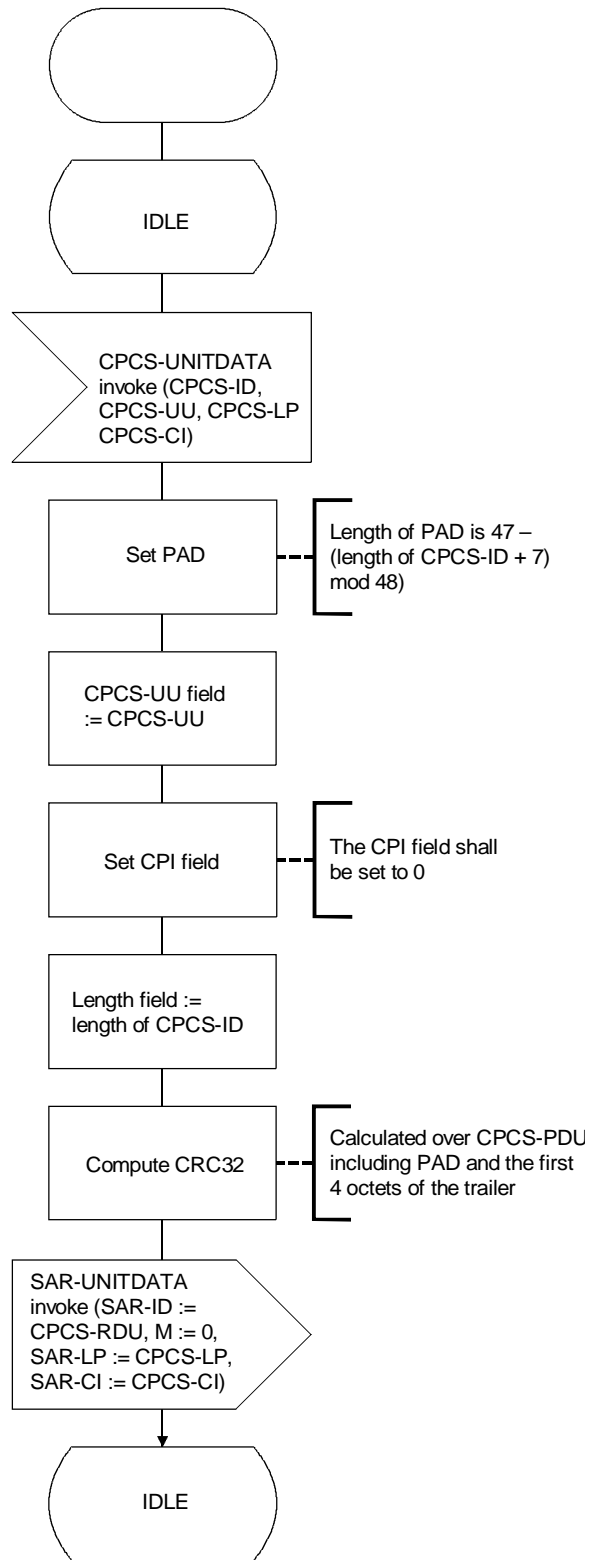 IDLE
CPCS-UNITDATA
invoke (CPCS-ID,
CPCS-UU, CPCS-LP
CPCS-CI)
Set PAD
Length of PAD is 47 –
(length of CPCS-ID + 7)
mod 48)
CPCS-UU field
:= CPCS-UU
Set CPI field
The CPI field shall
be set to 0
Length field :=
length of CPCS-ID
Compute CRC32
Calculated over CPCS-PDU
including PAD and the first
4 octets of the trailer
SAR-UNITDATA
invoke (SAR-ID :=
CPCS-RDU, M := 0,
SAR-LP := CPCS-LP,
SAR-CI := CPCS-CI)
IDLE